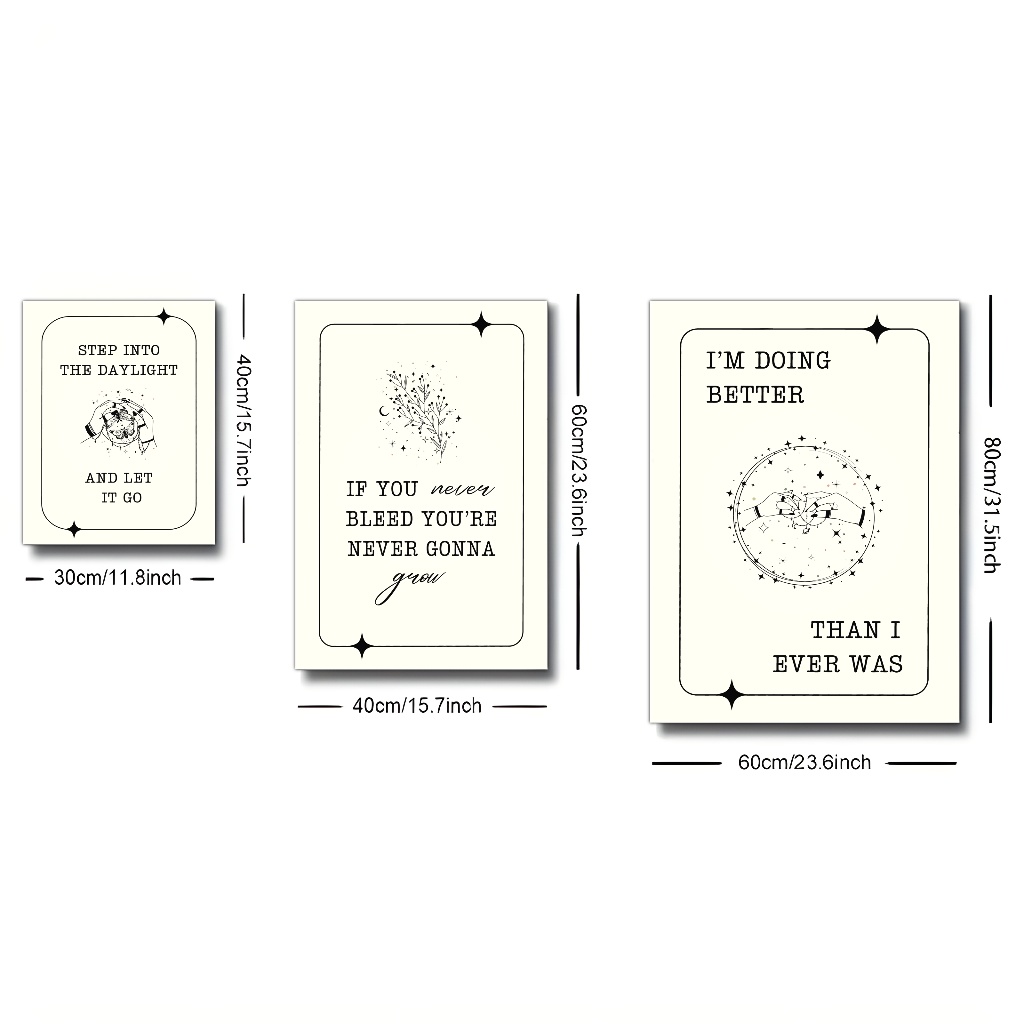 STEP INTO
THE DAYLIGHT
AND LET
IT GO
40cm/15.7inch
30cm/11.8inch
IF YOU never
BLEED YOU'RE
NEVER GONNA
grow
60cm/23.6inch
40cm/15.7inch
I'M DOING
BETTER
THAN I
EVER WAS
80cm/31.5inch
60cm/23.6inch